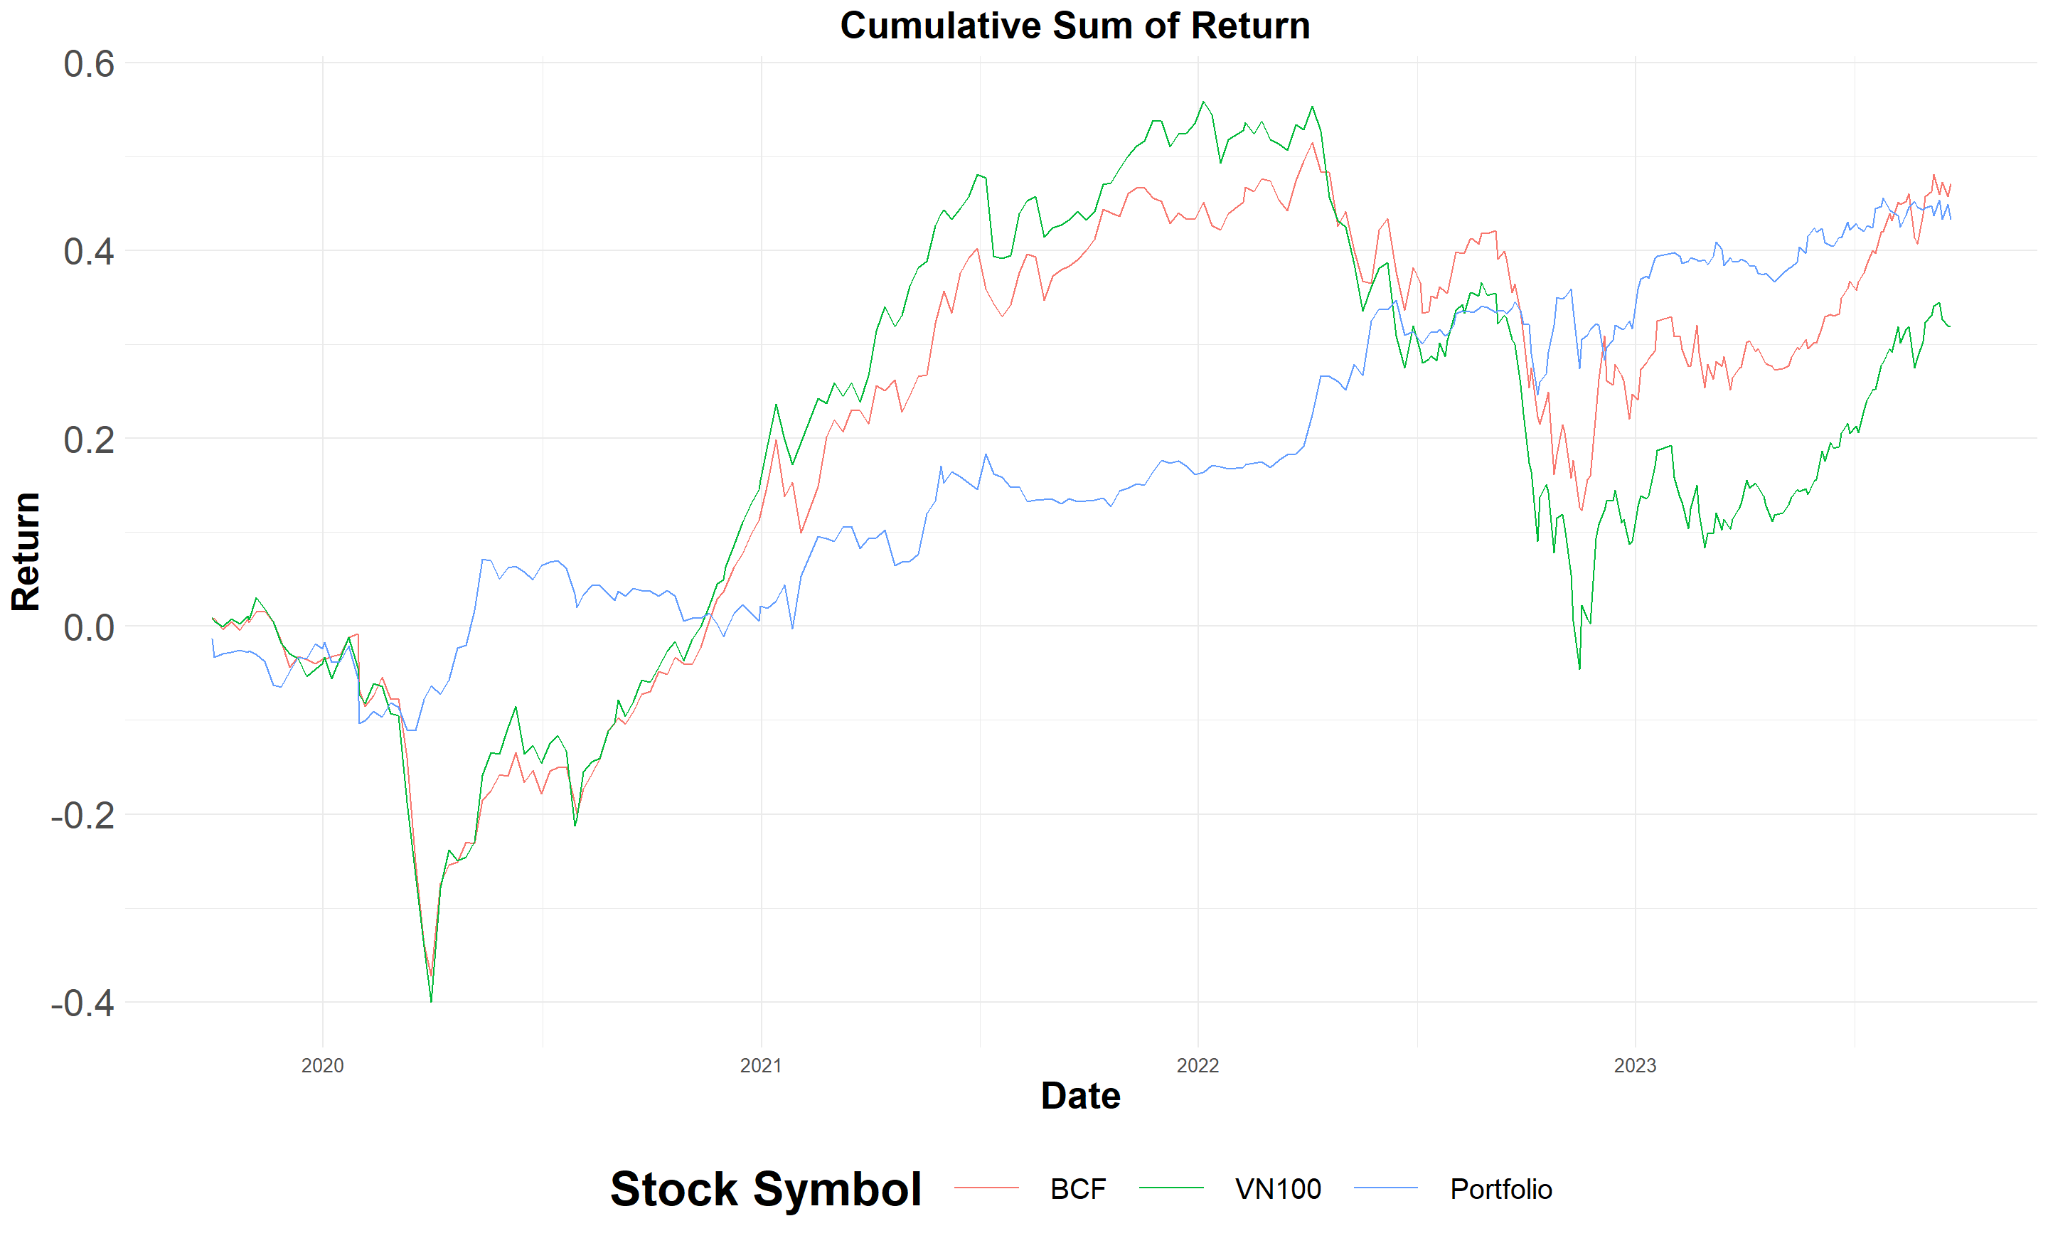 Cumulative Sum of Return
0.6
0.4
0.2
0.0
-0.2
-0.4
Return
2020 2021 2022 2023
Date
Stock Symbol BCF VN100 Portfolio